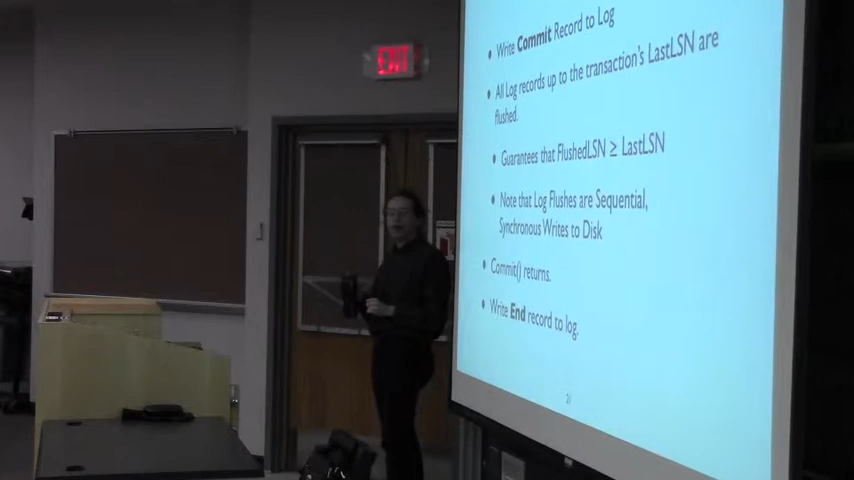 EXIT
• Write Commit Record to Log
• All Log records up to the transaction's LastLSN are
flushed.
• Guarantees that FlushedLSN ≥ LastLSN
• Note that Log Flushes are Sequential,
Synchronous Writes to Disk
• Commit() returns.
• Write End record to log.